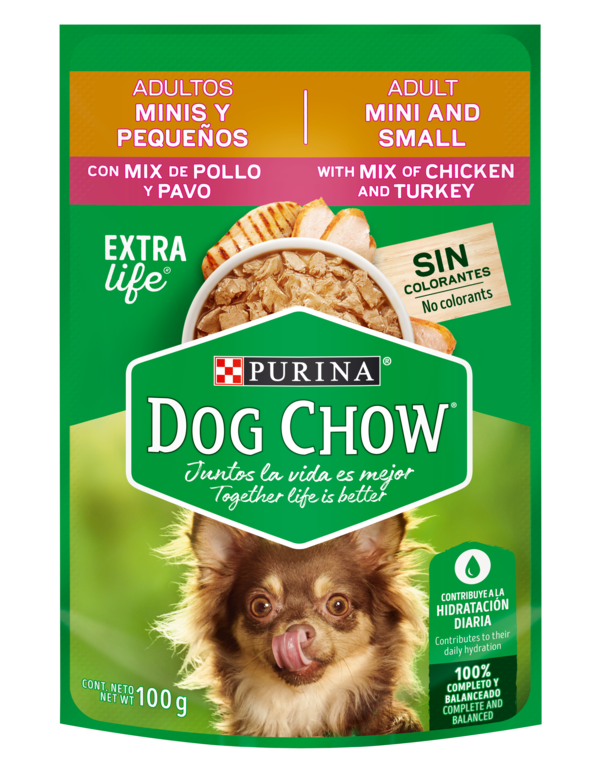 ADULTOS
MINIS Y
PEQUEÑOS
ADULT
MINI AND
SMALL
CON MIX DE POLLO
Y PAVO
WITH MIX OF CHICKEN
AND TURKEY
EXTRA
life®
SIN
COLORANTES
No colorants
PURINA®
DOG CHOW®
Juntos la vida es mejor
Together life is better
CONTRIBUYE A LA
HIDRATACIÓN
DIARIA
Contributes to their
daily hydration
100%
COMPLETO Y
BALANCEADO
COMPLETE AND
BALANCED
CONT. NETO
NET WT 100g